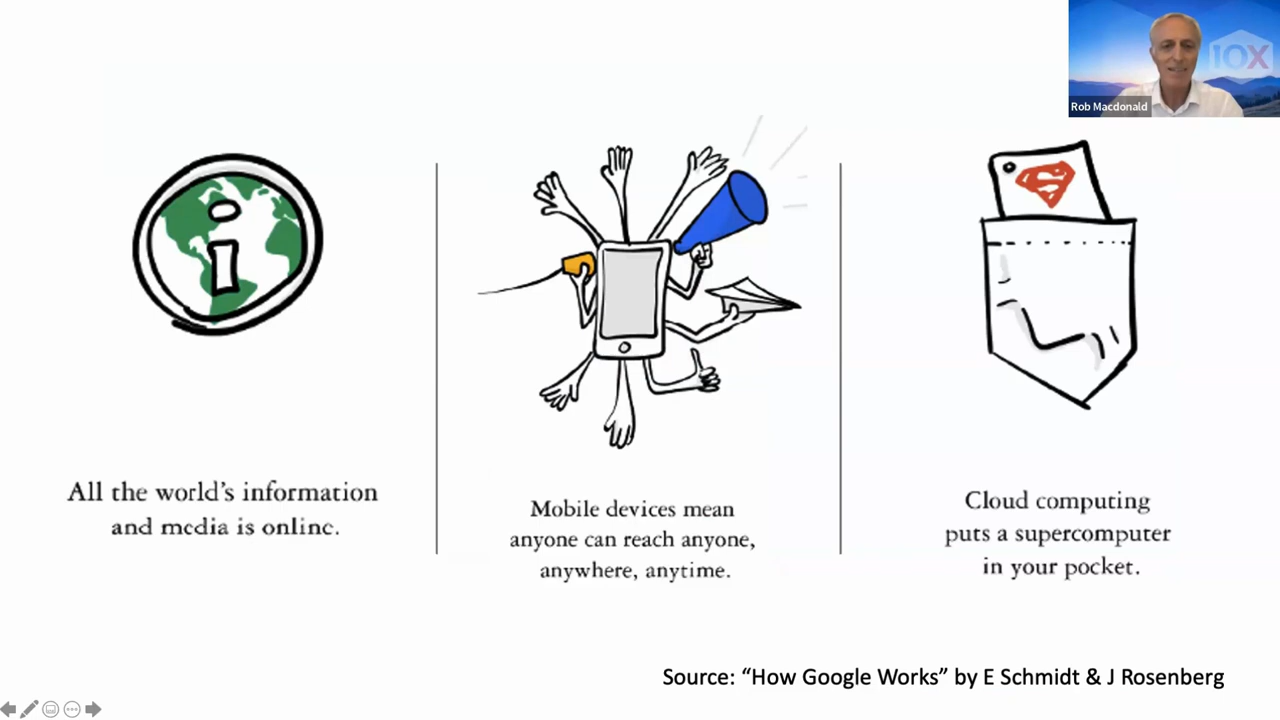 10X
Rob Macdonald
i
S
All the world's information
and media is online.
Mobile devices mean
anyone can reach anyone,
anywhere, anytime.
Cloud computing
puts a supercomputer
in your pocket.
Source: “How Google Works” by E Schmidt & J Rosenberg